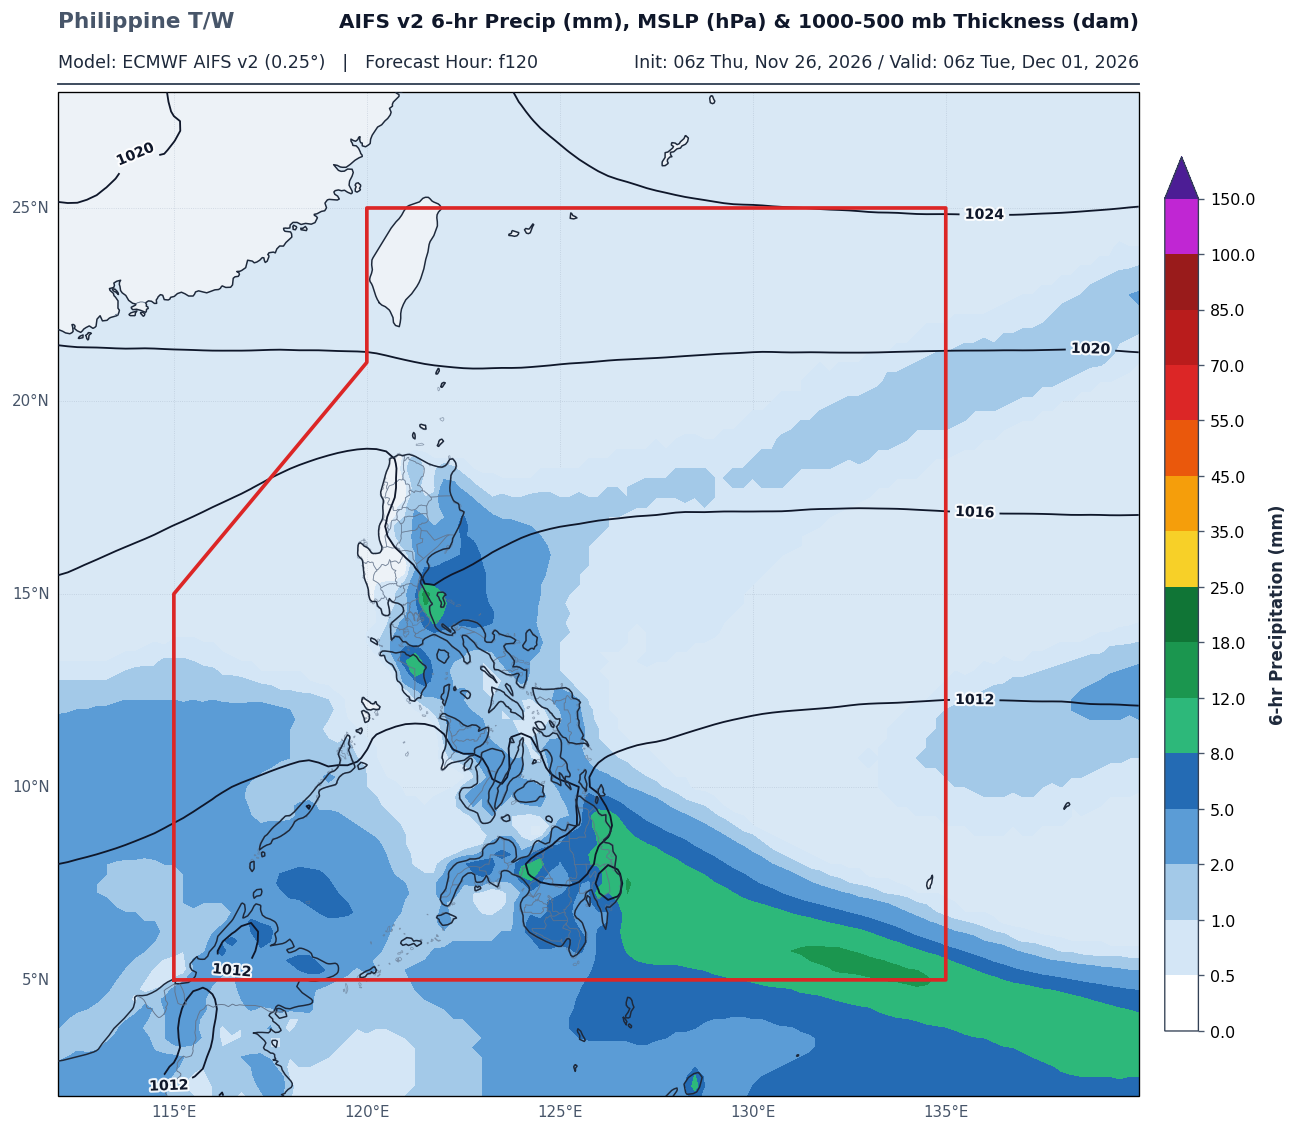 Philippine T/W
AIFS v2 6-hr Precip (mm), MSLP (hPa) & 1000-500 mb Thickness (dam)
Model: ECMWF AIFS v2 (0.25°) | Forecast Hour: f120
Init: 06z Thu, Nov 26, 2026 / Valid: 06z Tue, Dec 01, 2026
1020
1024
1020
1016
1012
1012
1012
25°N
20°N
15°N
10°N
5°N
115°E
120°E
125°E
130°E
135°E
150.0
100.0
85.0
70.0
55.0
45.0
35.0
25.0
18.0
12.0
8.0
5.0
2.0
1.0
0.5
0.0
6-hr Precipitation (mm)